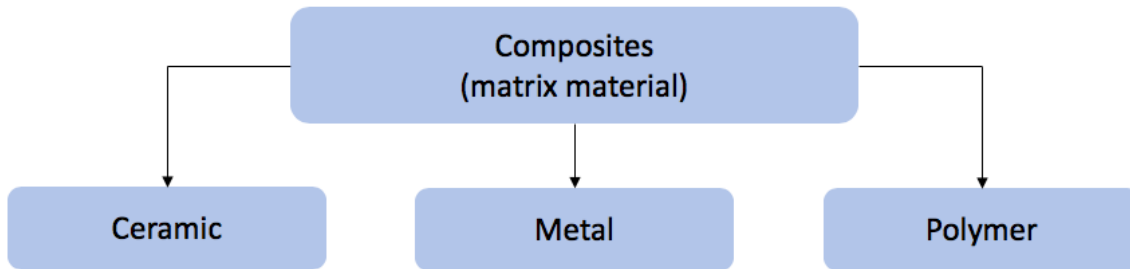 Composites
(matrix material)
Ceramic
Metal
Polymer